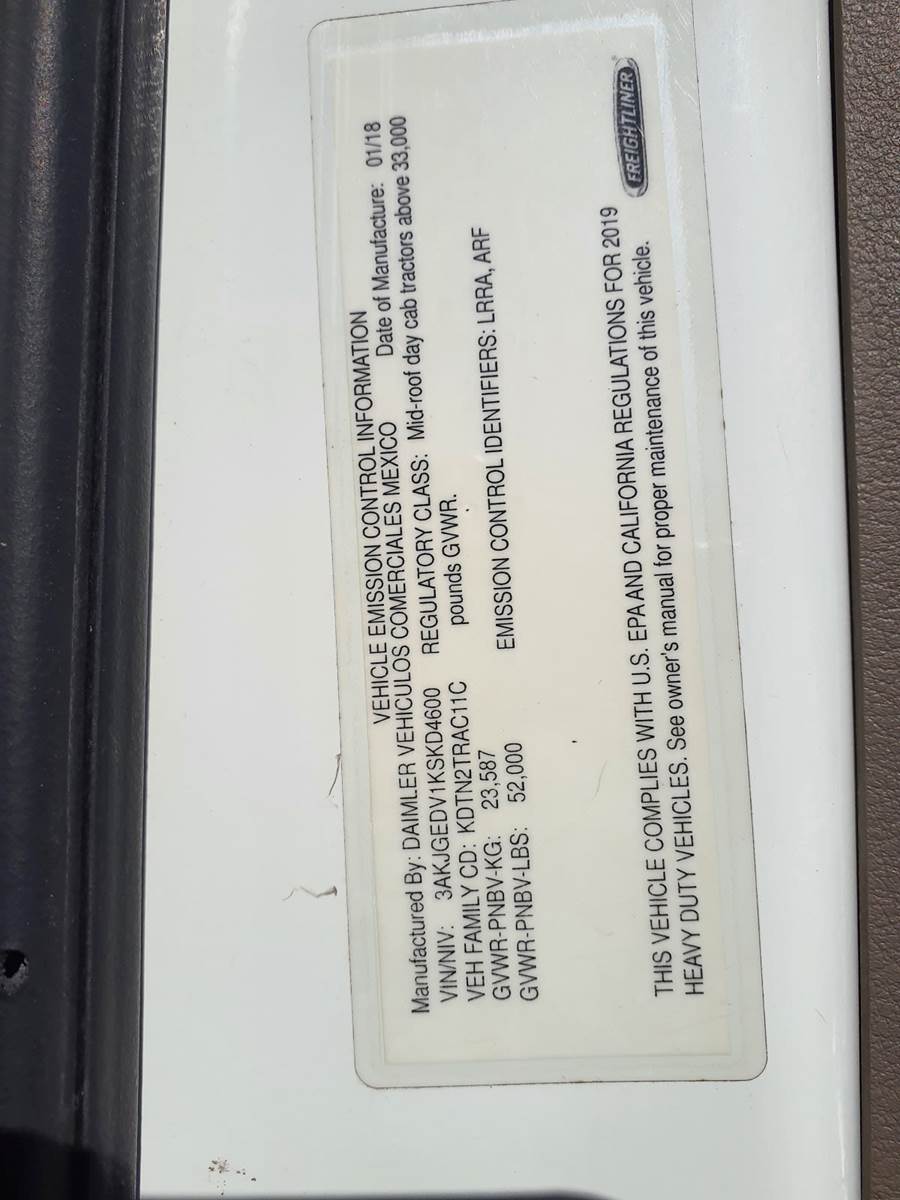 VEHICLE EMISSION CONTROL INFORMATION
Manufactured By: DAIMLER VEHICULOS COMERCIALES MEXICO Date of Manufacture: 01/18
VIN/NIV: 3AKJGEDV1KSKD4600 REGULATORY CLASS: Mid-roof day cab tractors above 33,000
VEH FAMILY CD: KDTN2TRAC11C pounds GVWR.
GVWR-PNBV-KG: 23,587
GVWR-PNBV-LBS: 52,000 EMISSION CONTROL IDENTIFIERS: LRRA, ARF
THIS VEHICLE COMPLIES WITH U.S. EPA AND CALIFORNIA REGULATIONS FOR 2019
HEAVY DUTY VEHICLES. See owner's manual for proper maintenance of this vehicle.
FREIGHTLINER